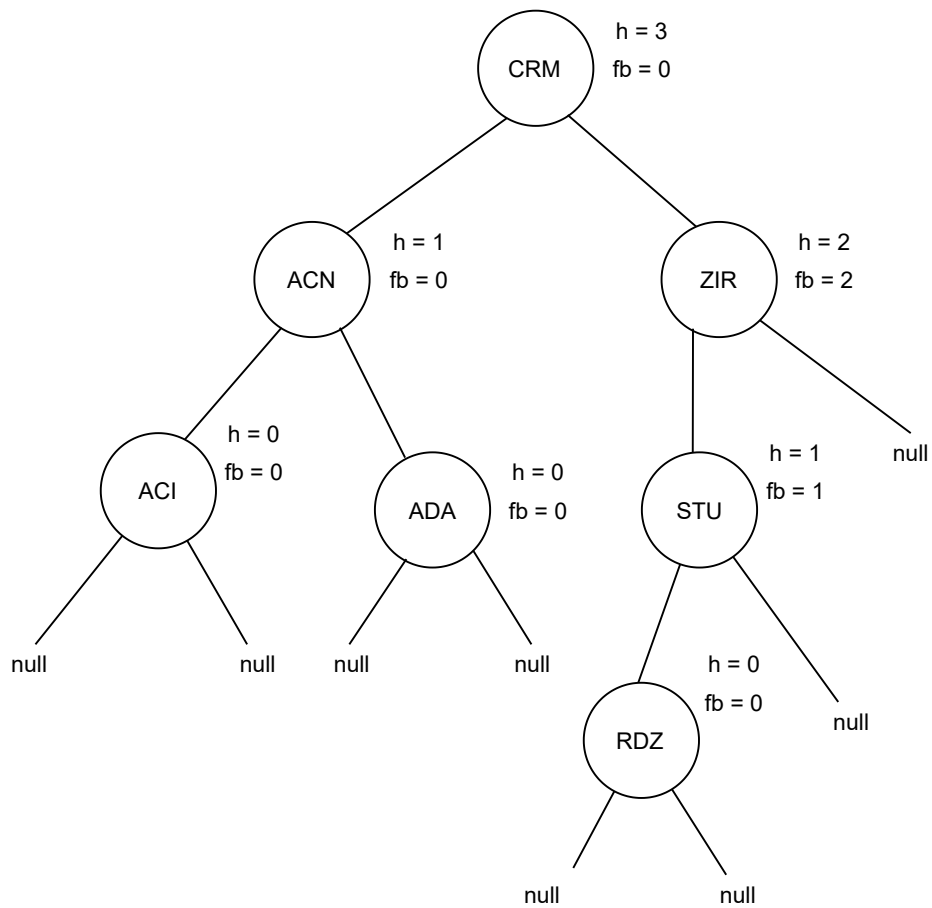 CRM
h = 3
fb = 0
ACN
h = 1
fb = 0
ZIR
h = 2
fb = 2
ACI
h = 0
fb = 0
ADA
h = 0
fb = 0
STU
h = 1
fb = 1
null
null
null
null
null
RDZ
h = 0
fb = 0
null
null
null